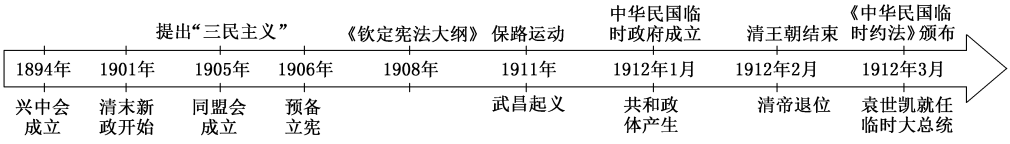 提出“三民主义”
《钦定宪法大纲》
保路运动
中华民国临
时政府成立
清王朝结束
《中华民国临
时约法》颁布
1894年
1901年
1905年
1906年
1908年
1911年
1912年1月
1912年2月
1912年3月
兴中会
成立
清末新
政开始
同盟会
成立
预备
立宪
武昌起义
共和政
体产生
清帝退位
袁世凯就任
临时大总统